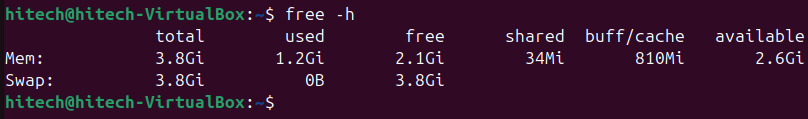 hitech@hitech-VirtualBox:~$ free -h
               total        used        free      shared  buff/cache   available
Mem:           3.8Gi       1.2Gi       2.1Gi        34Mi       810Mi       2.6Gi
Swap:          3.8Gi          0B       3.8Gi
hitech@hitech-VirtualBox:~$